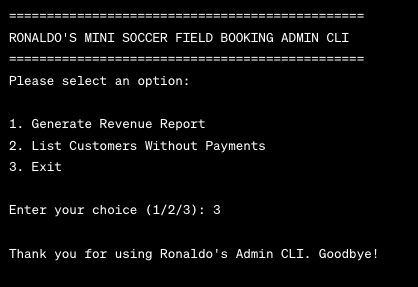 ===============================================
RONALDO'S MINI SOCCER FIELD BOOKING ADMIN CLI
===============================================
Please select an option:
1. Generate Revenue Report
2. List Customers Without Payments
3. Exit
Enter your choice (1/2/3): 3
Thank you for using Ronaldo's Admin CLI. Goodbye!